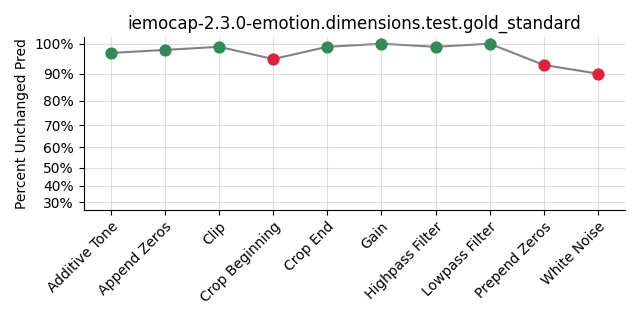 iemocap-2.3.0-emotion.dimensions.test.gold_standard
Percent Unchanged Pred
100%
90%
80%
70%
60%
50%
40%
30%
Additive Tone
Append Zeros
Clip
Crop Beginning
Crop End
Gain
Highpass Filter
Lowpass Filter
Prepend Zeros
White Noise